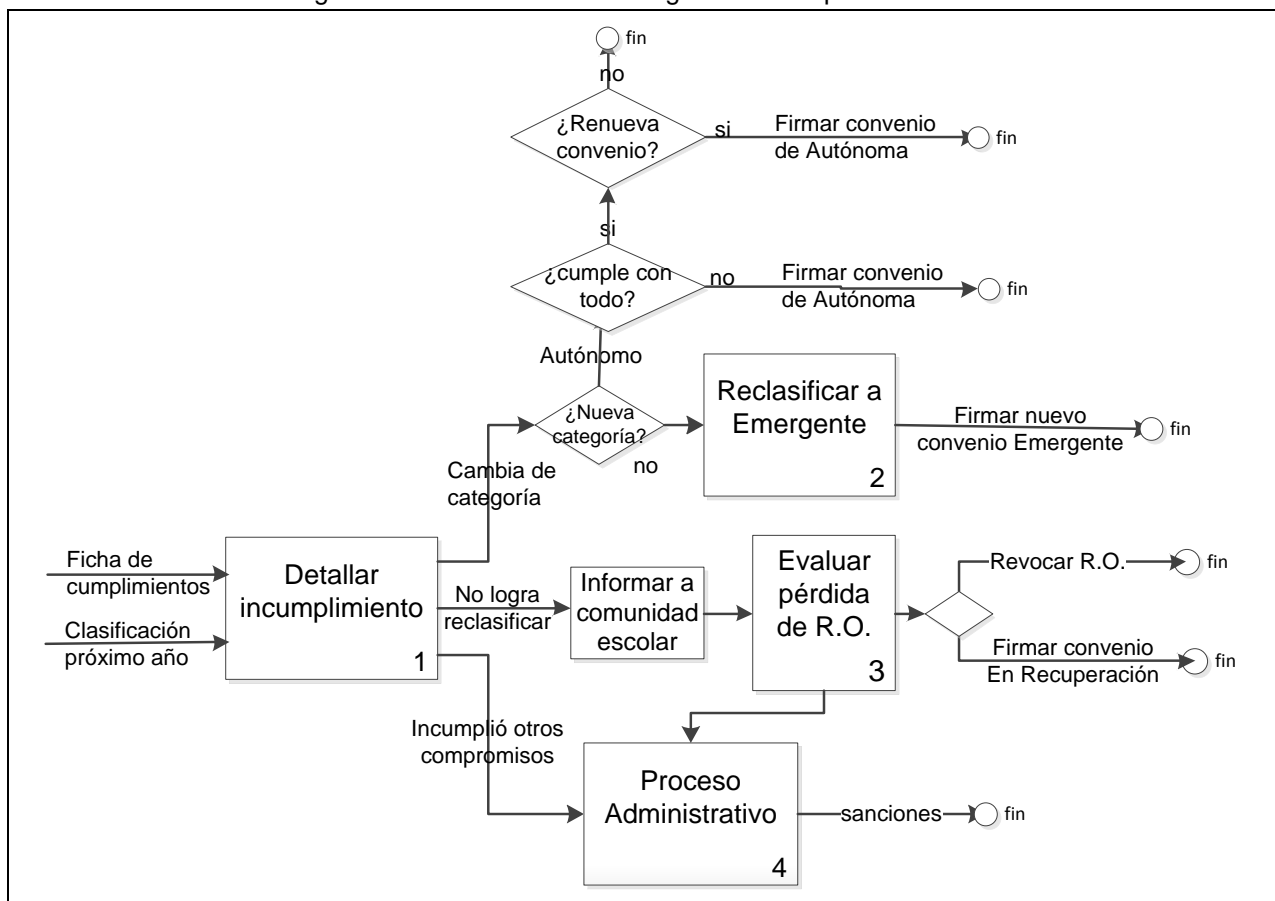 fin
no
¿Renueva
convenio?
si
Firmar convenio
de Autónoma
fin
si
¿cumple con
todo?
no
Firmar convenio
de Autónoma
fin
Autónomo
¿Nueva
categoría?
no
Reclasificar a
Emergente
2
Firmar nuevo
convenio Emergente
fin
Cambia de
categoría
Ficha de
cumplimientos
Clasificación
próximo año
Detallar
incumplimiento
1
No logra
reclasificar
Informar a
comunidad
escolar
Evaluar
pérdida
de R.O.
3
Revocar R.O.
fin
Firmar convenio
En Recuperación
fin
Incumplió otros
compromisos
Proceso
Administrativo
4
sanciones
fin